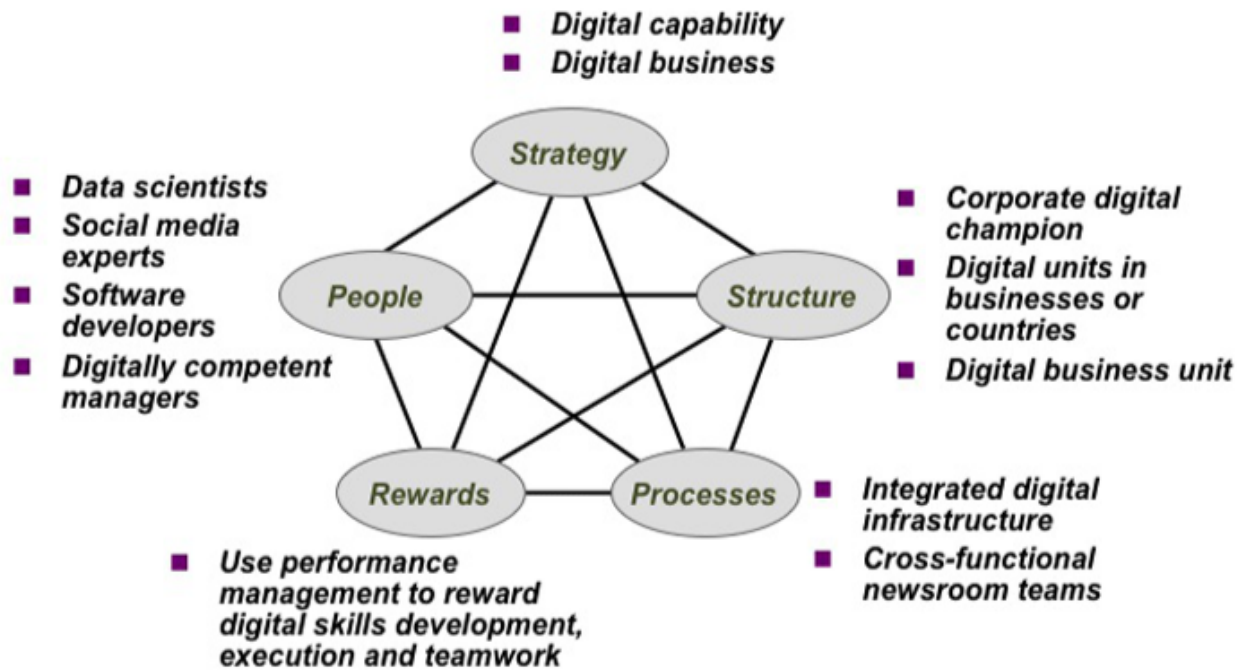 Digital capability
Digital business
Strategy
Data scientists
Social media
experts
Software
developers
Digitally competent
managers
People
Structure
Corporate digital
champion
Digital units in
businesses or
countries
Digital business unit
Rewards
Processes
Integrated digital
infrastructure
Cross-functional
newsroom teams
Use performance
management to reward
digital skills development,
execution and teamwork